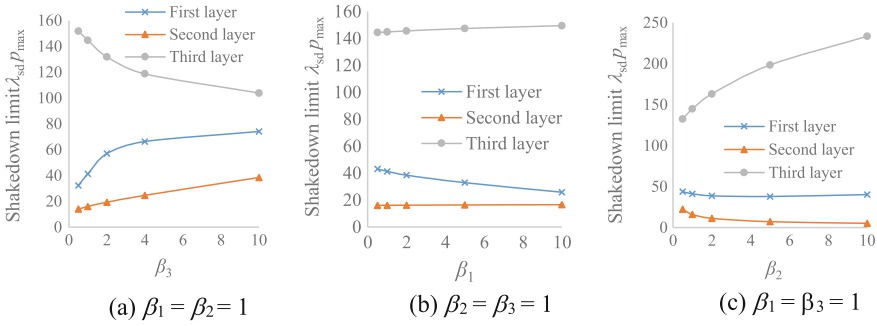 Shakedown limit λsd pmax
160
140
120
100
80
60
40
20
0
0 2 4 6 8 10
β3
First layer
Second layer
Third layer
(a) β1 = β2 = 1
Shakedown limit λsd pmax
160
140
120
100
80
60
40
20
0
0 2 4 6 8 10
β1
First layer
Second layer
Third layer
(b) β2 = β3 = 1
Shakedown limit λsd pmax
250
200
150
100
50
0
0 2 4 6 8 10
β2
First layer
Second layer
Third layer
(c) β1 = β3 = 1